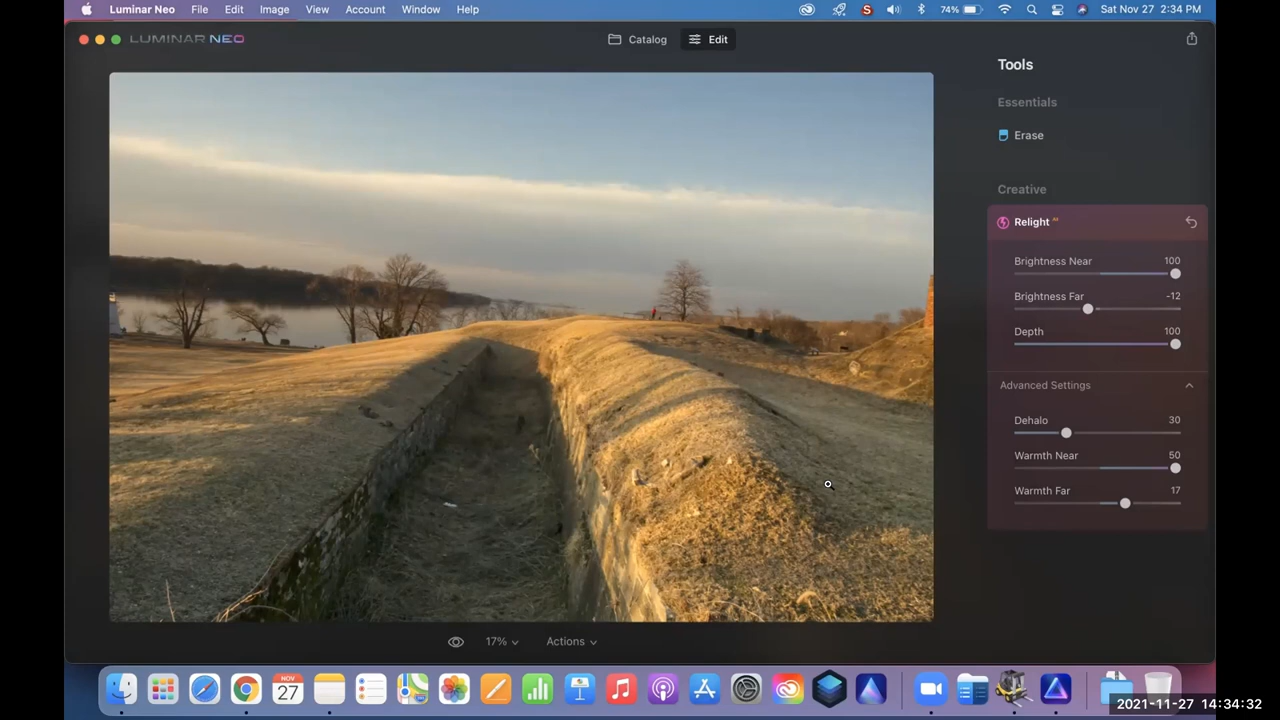 Luminar Neo File Edit Image View Account Window Help
74% Sat Nov 27 2:34 PM
LUMINAR NEO
Catalog Edit
Tools
Essentials
Erase
Creative
Relight AI
Brightness Near 100
Brightness Far -12
Depth 100
Advanced Settings
Dehalo 30
Warmth Near 50
Warmth Far 17
17% Actions
NOV
27
2021-11-27 14:34:32